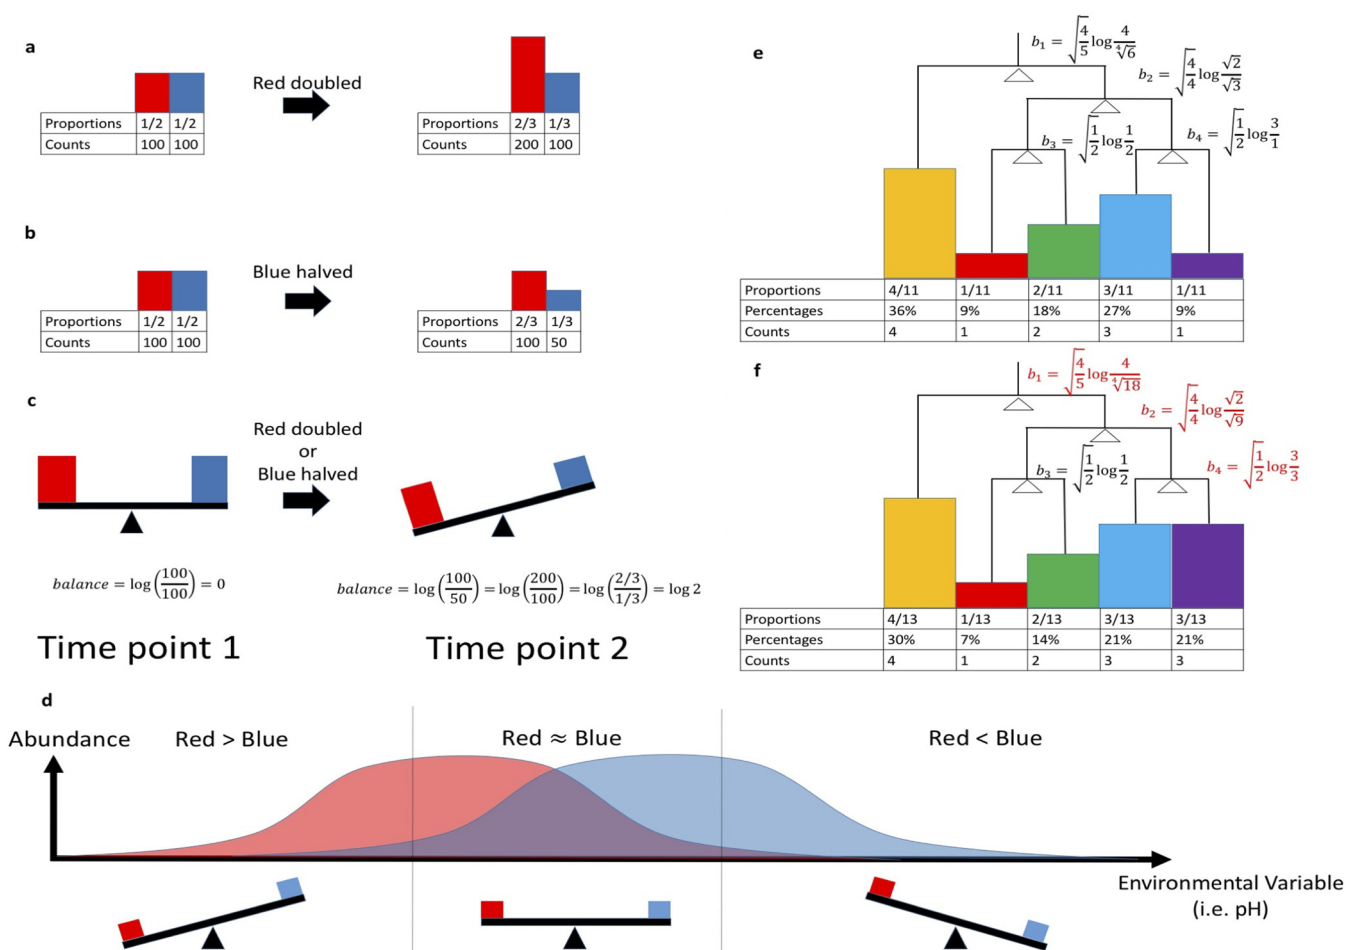 a
Red doubled
Proportions 1/2 1/2
Counts 100 100
Proportions 2/3 1/3
Counts 200 100
b
Blue halved
Proportions 1/2 1/2
Counts 100 100
Proportions 2/3 1/3
Counts 100 50
c
Red doubled
or
Blue halved
balance = log(100/100) = 0
balance = log(100/50) = log(200/100) = log((2/3)/(1/3)) = log 2
Time point 1
Time point 2
e
b₁ = √(4/5) log 4/∜6
b₂ = √(4/4) log √2/√3
b₃ = √(1/2) log 1/2
b₄ = √(1/2) log 3/1
Proportions 4/11 1/11 2/11 3/11 1/11
Percentages 36% 9% 18% 27% 9%
Counts 4 1 2 3 1
f
b₁ = √(4/5) log 4/∜18
b₂ = √(4/4) log √2/√9
b₃ = √(1/2) log 1/2
b₄ = √(1/2) log 3/3
Proportions 4/13 1/13 2/13 3/13 3/13
Percentages 30% 7% 14% 21% 21%
Counts 4 1 2 3 3
d
Abundance
Red > Blue
Red ≈ Blue
Red < Blue
Environmental Variable
(i.e. pH)